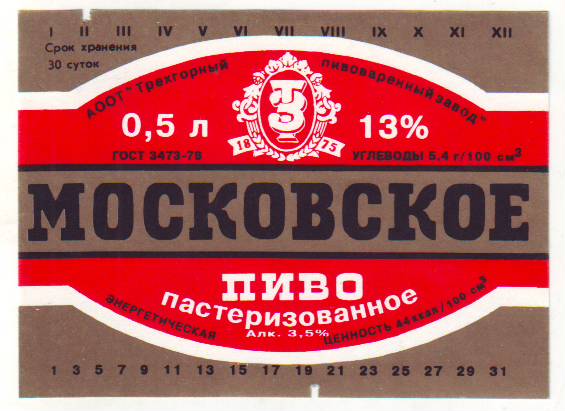 I II III IV V VI VII VIII IX X XI XII
Срок хранения
30 суток
АООТ "Трехгорный пивоваренный завод"
0,5 л
ТЗ
13%
18 75
ГОСТ 3473-78
УГЛЕВОДЫ 5,4 г/100 см³
МОСКОВСКОЕ
ПИВО
пастеризованное
Алк. 3,5%
ЭНЕРГЕТИЧЕСКАЯ ЦЕННОСТЬ 44 ккал/100 см³
1 3 5 7 9 11 13 15 17 19 21 23 25 27 29 31